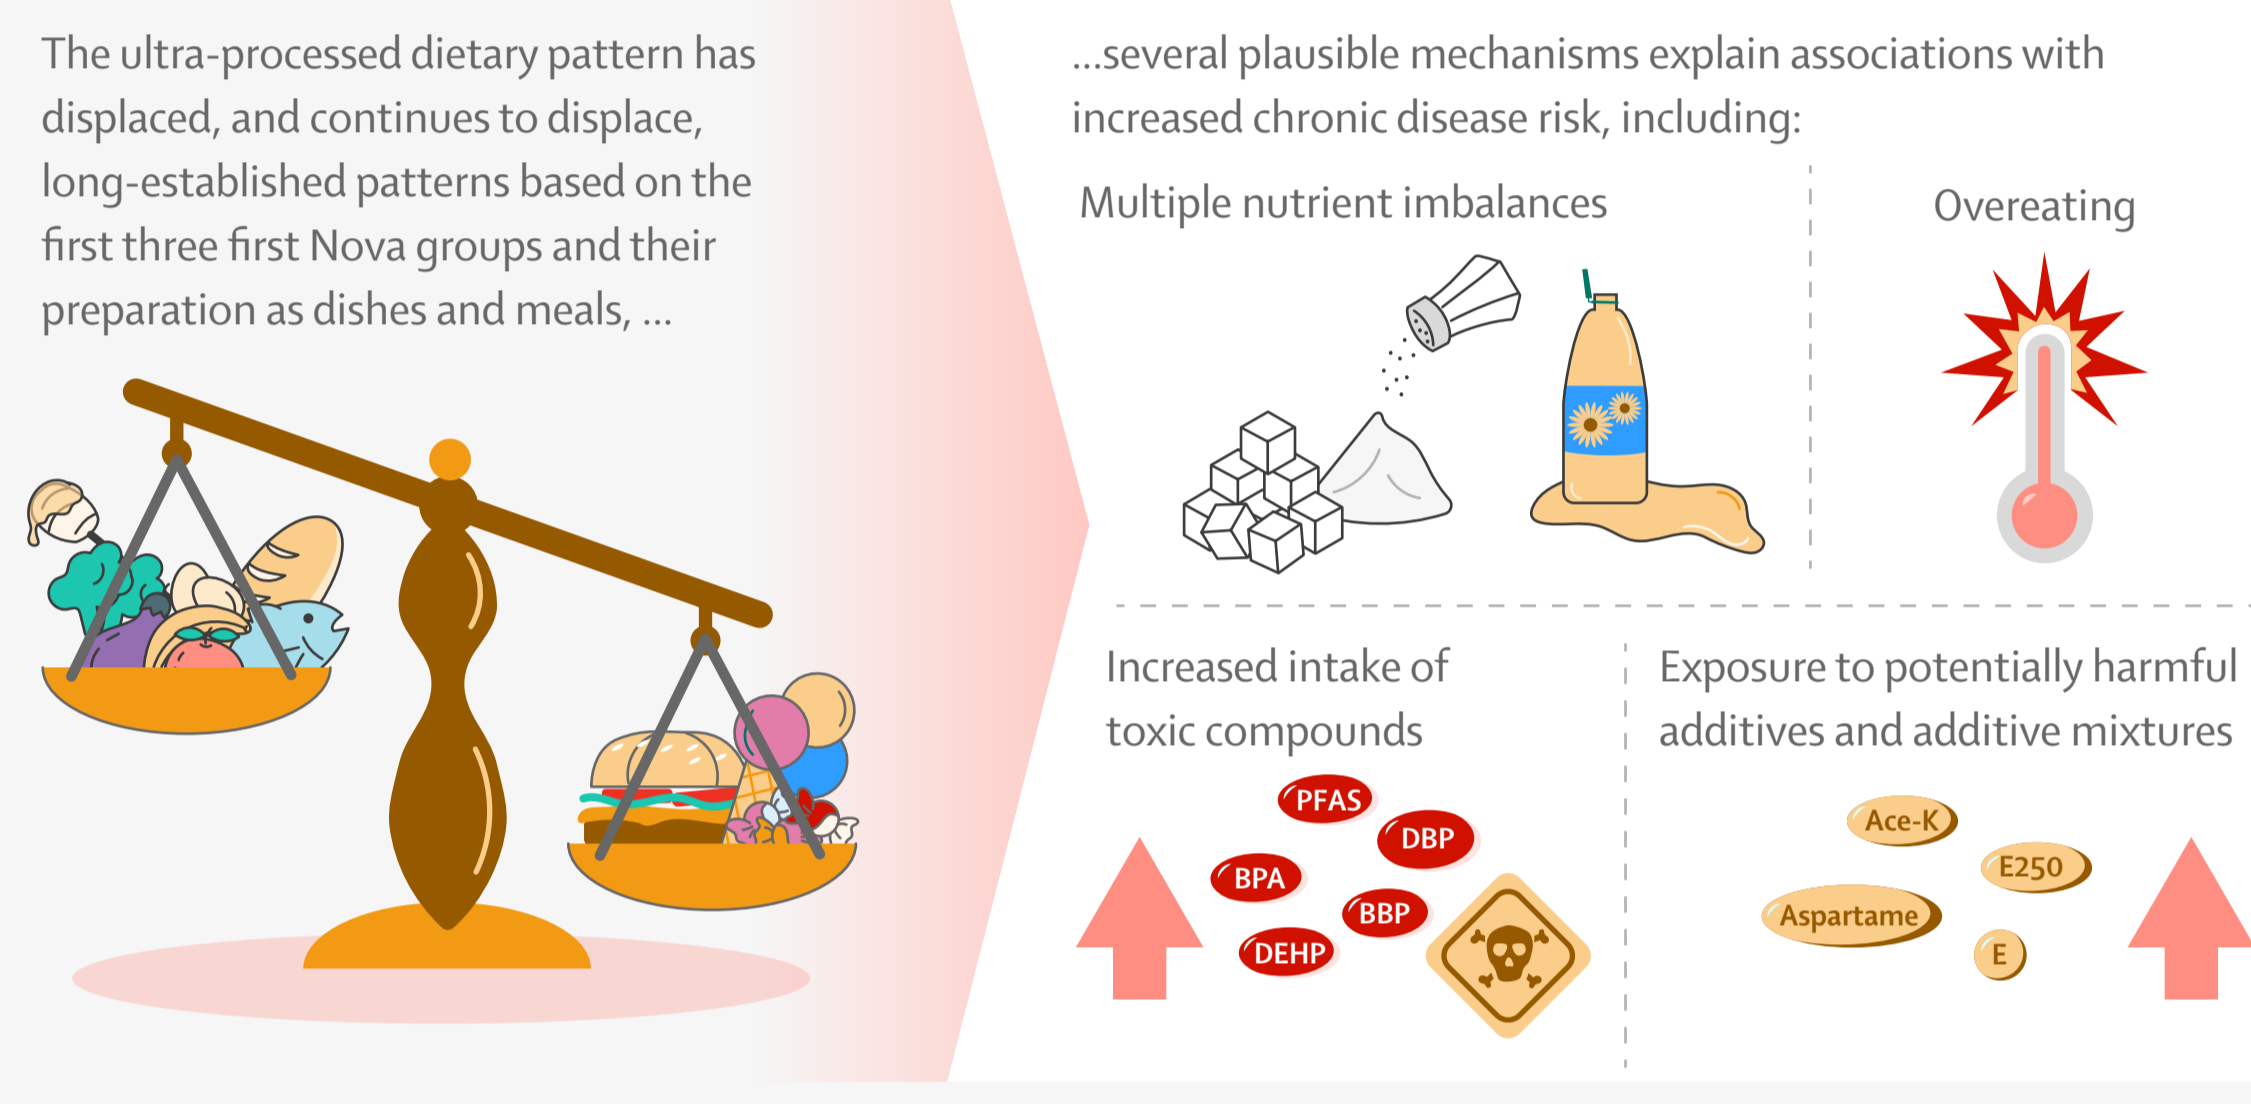 The ultra-processed dietary pattern has
displaced, and continues to displace,
long-established patterns based on the
first three first Nova groups and their
preparation as dishes and meals, ...
...several plausible mechanisms explain associations with
increased chronic disease risk, including:
Multiple nutrient imbalances
Overeating
Increased intake of
toxic compounds
PFAS
DBP
BPA
BBP
DEHP
Exposure to potentially harmful
additives and additive mixtures
Ace-K
E250
Aspartame
E